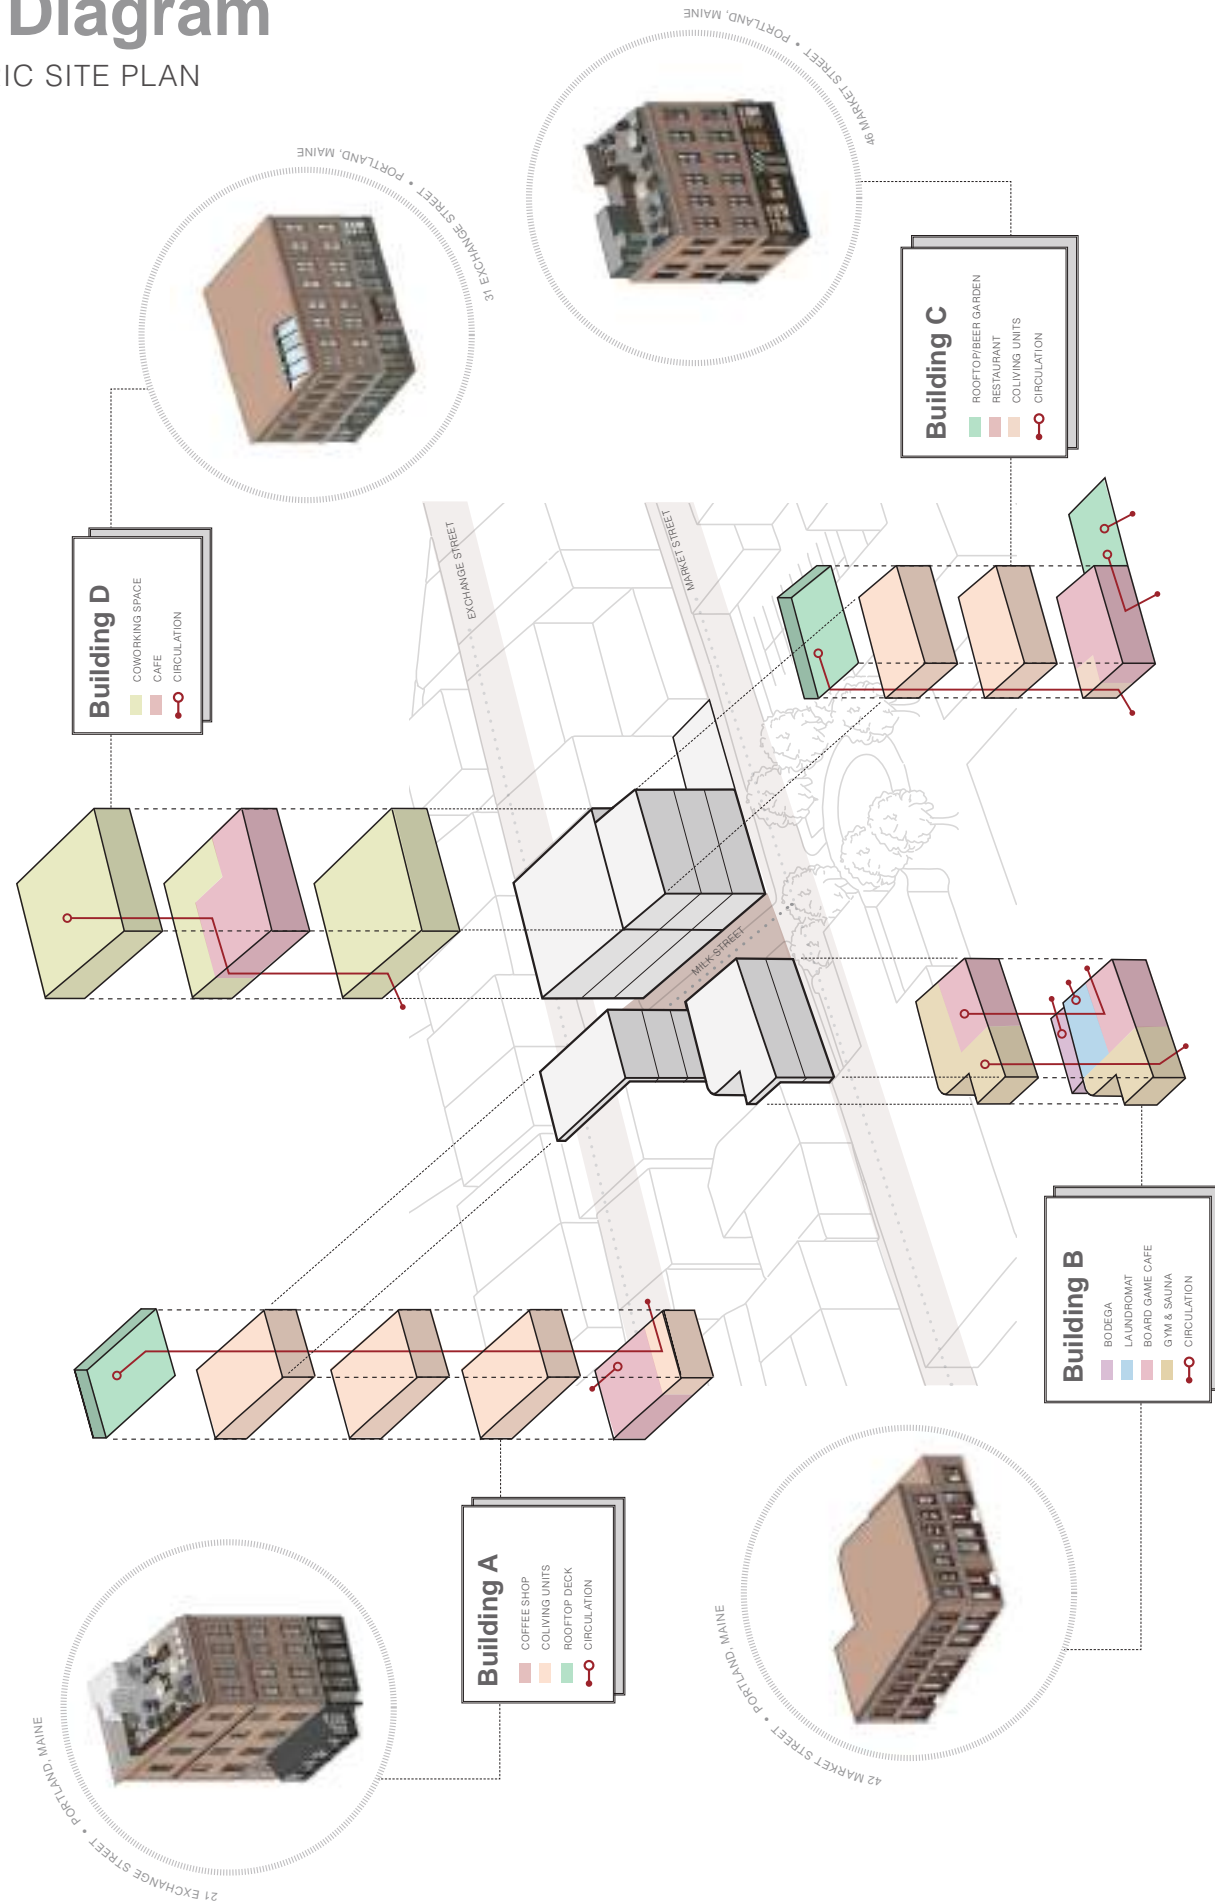 Diagram
IC SITE PLAN
46 MARKET STREET • PORTLAND, MAINE
31 EXCHANGE STREET • PORTLAND, MAINE
Building C
ROOFTOP/BEER GARDEN
RESTAURANT
COLIVING UNITS
CIRCULATION
Building D
COWORKING SPACE
CAFE
CIRCULATION
EXCHANGE STREET
MARKET STREET
MILK STREET
Building B
BODEGA
LAUNDROMAT
BOARD GAME CAFE
GYM & SAUNA
CIRCULATION
Building A
COFFEE SHOP
COLIVING UNITS
ROOFTOP DECK
CIRCULATION
42 MARKET STREET • PORTLAND, MAINE
21 EXCHANGE STREET • PORTLAND, MAINE